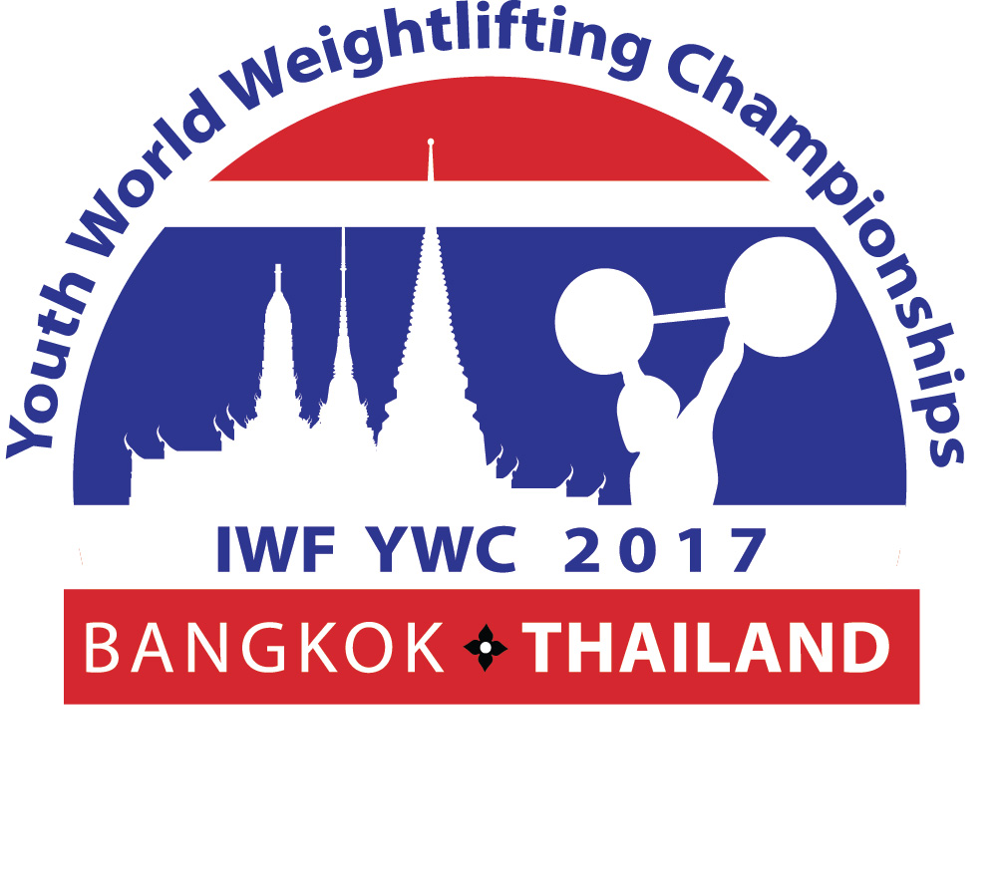 Youth World Weightlifting Championships
IWF YWC 2017
BANGKOK THAILAND